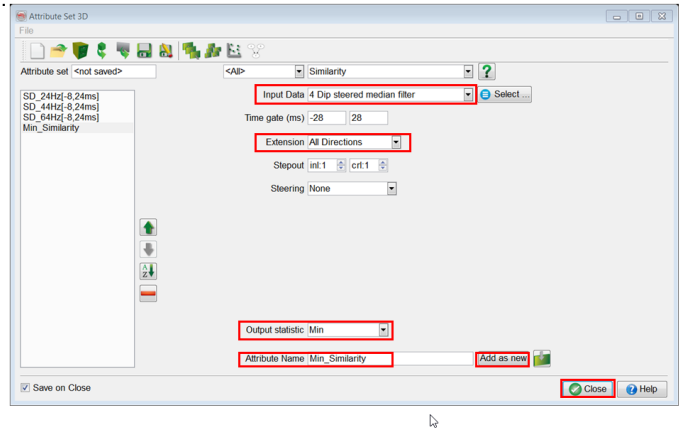 Attribute Set 3D
File
Attribute set <not saved> <All> Similarity ?
SD_24Hz[-8,24ms]
SD_44Hz[-8,24ms]
SD_64Hz[-8,24ms]
Min_Similarity
Input Data 4 Dip steered median filter Select ...
Time gate (ms) -28 28
Extension All Directions
Stepout inl:1 crl:1
Steering None
A
Z
Output statistic Min
Attribute Name Min_Similarity Add as new
Save on Close Close ? Help